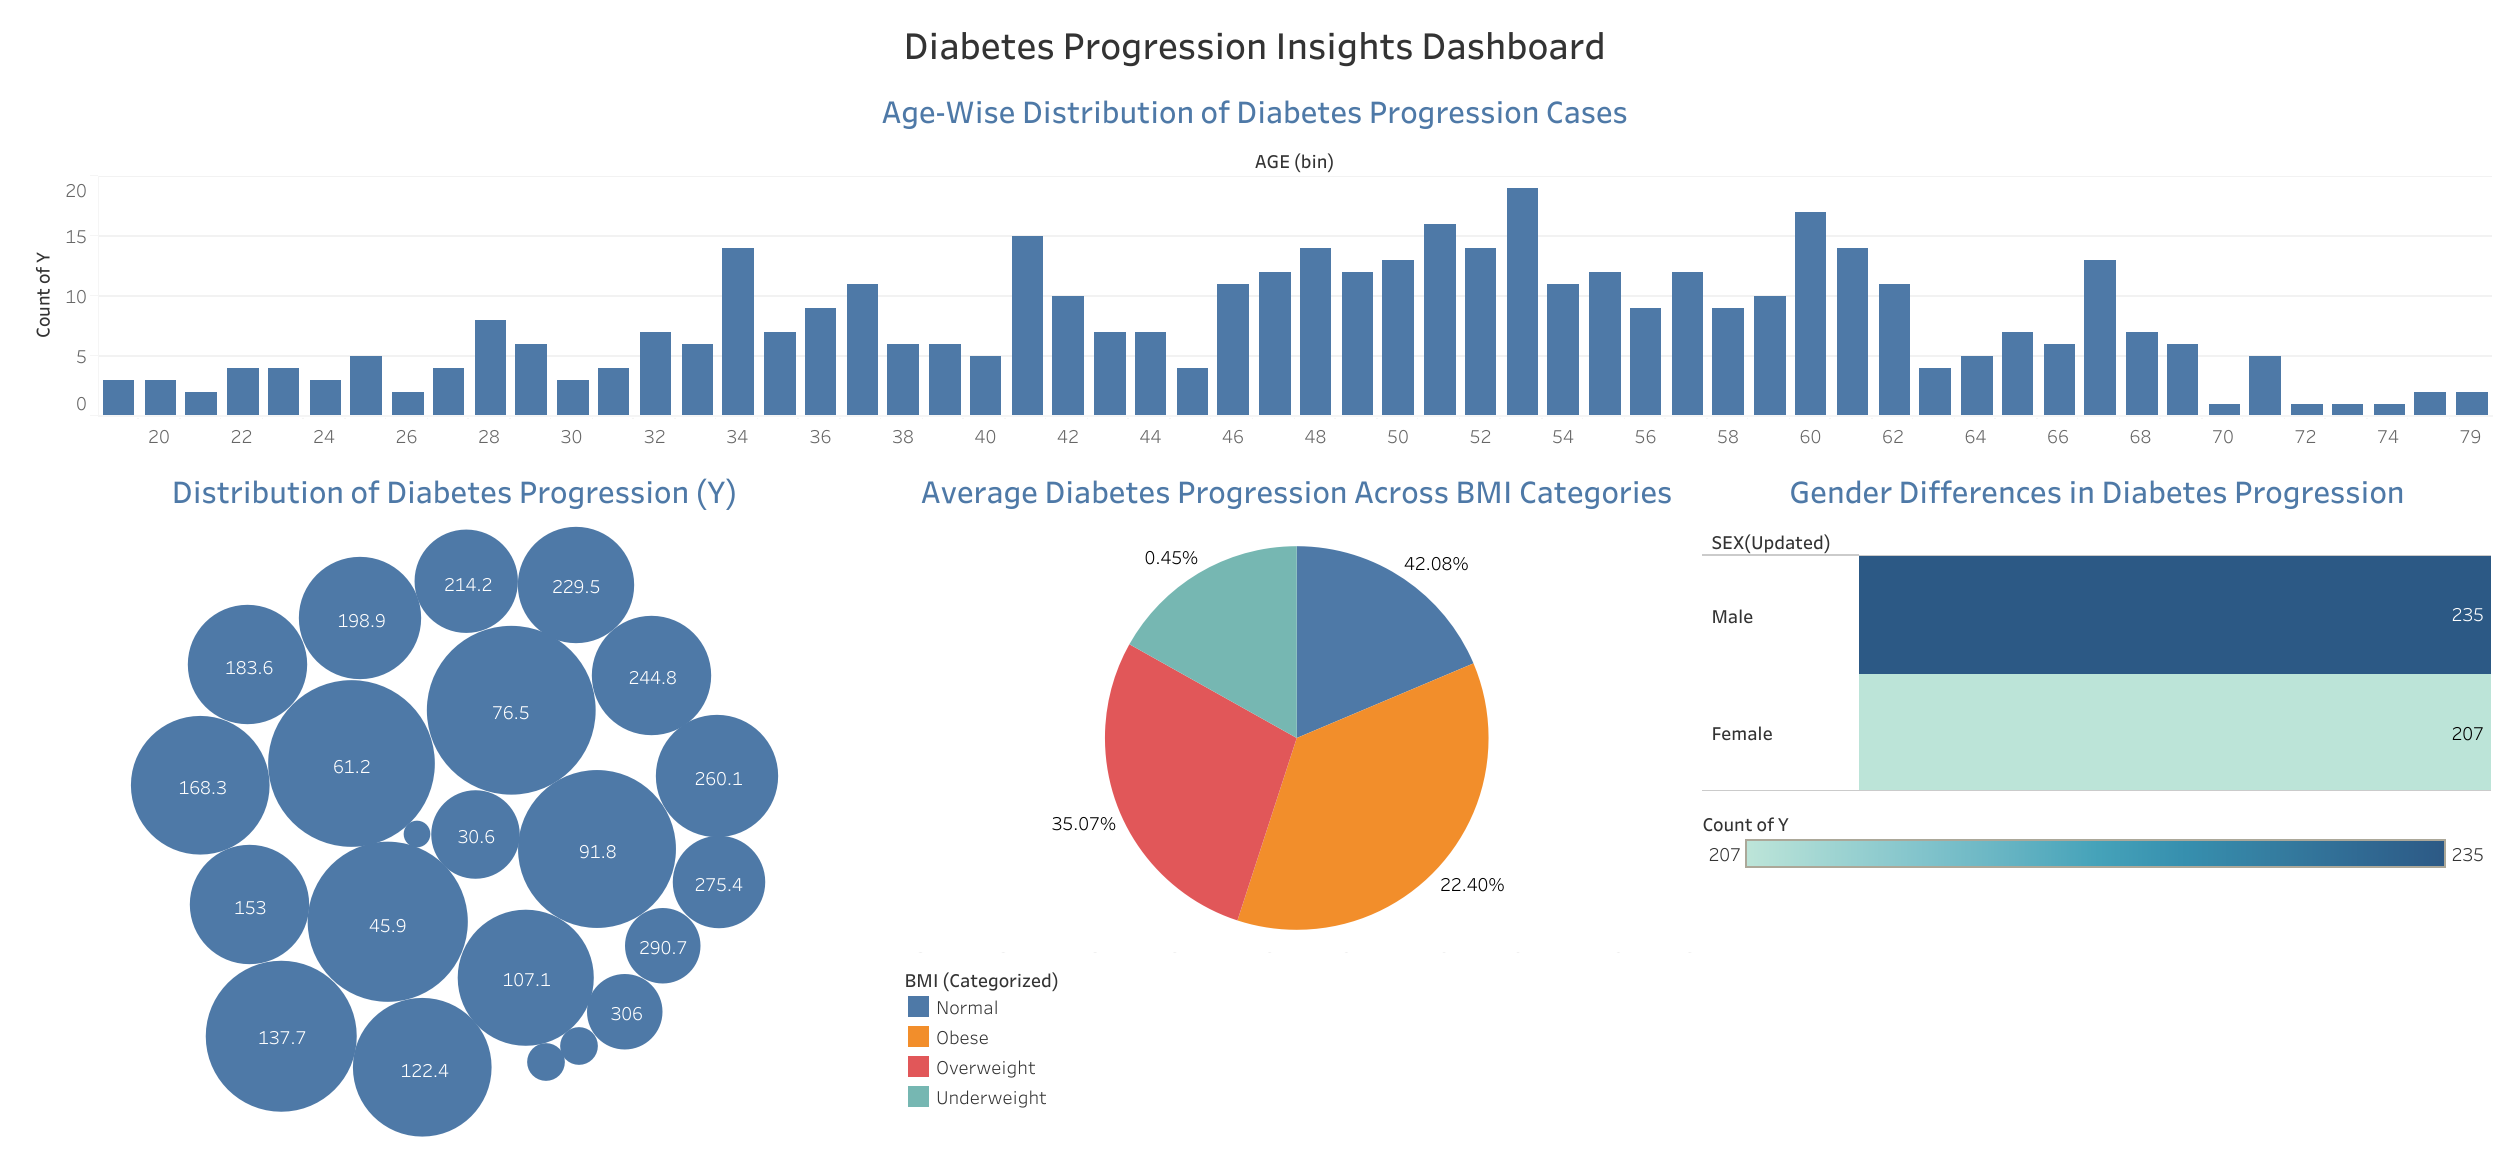 Diabetes Progression Insights Dashboard
Age-Wise Distribution of Diabetes Progression Cases
AGE (bin)
Count of Y
20
15
10
5
0
20 22 24 26 28 30 32 34 36 38 40 42 44 46 48 50 52 54 56 58 60 62 64 66 68 70 72 74 79
Distribution of Diabetes Progression (Y)
214.2 229.5
198.9
183.6
244.8
76.5
61.2
168.3
260.1
30.6
91.8
275.4
153
45.9
290.7
107.1
306
137.7
122.4
Average Diabetes Progression Across BMI Categories
0.45%
42.08%
35.07%
22.40%
BMI (Categorized)
Normal
Obese
Overweight
Underweight
Gender Differences in Diabetes Progression
SEX(Updated)
Male 235
Female 207
Count of Y
207 235